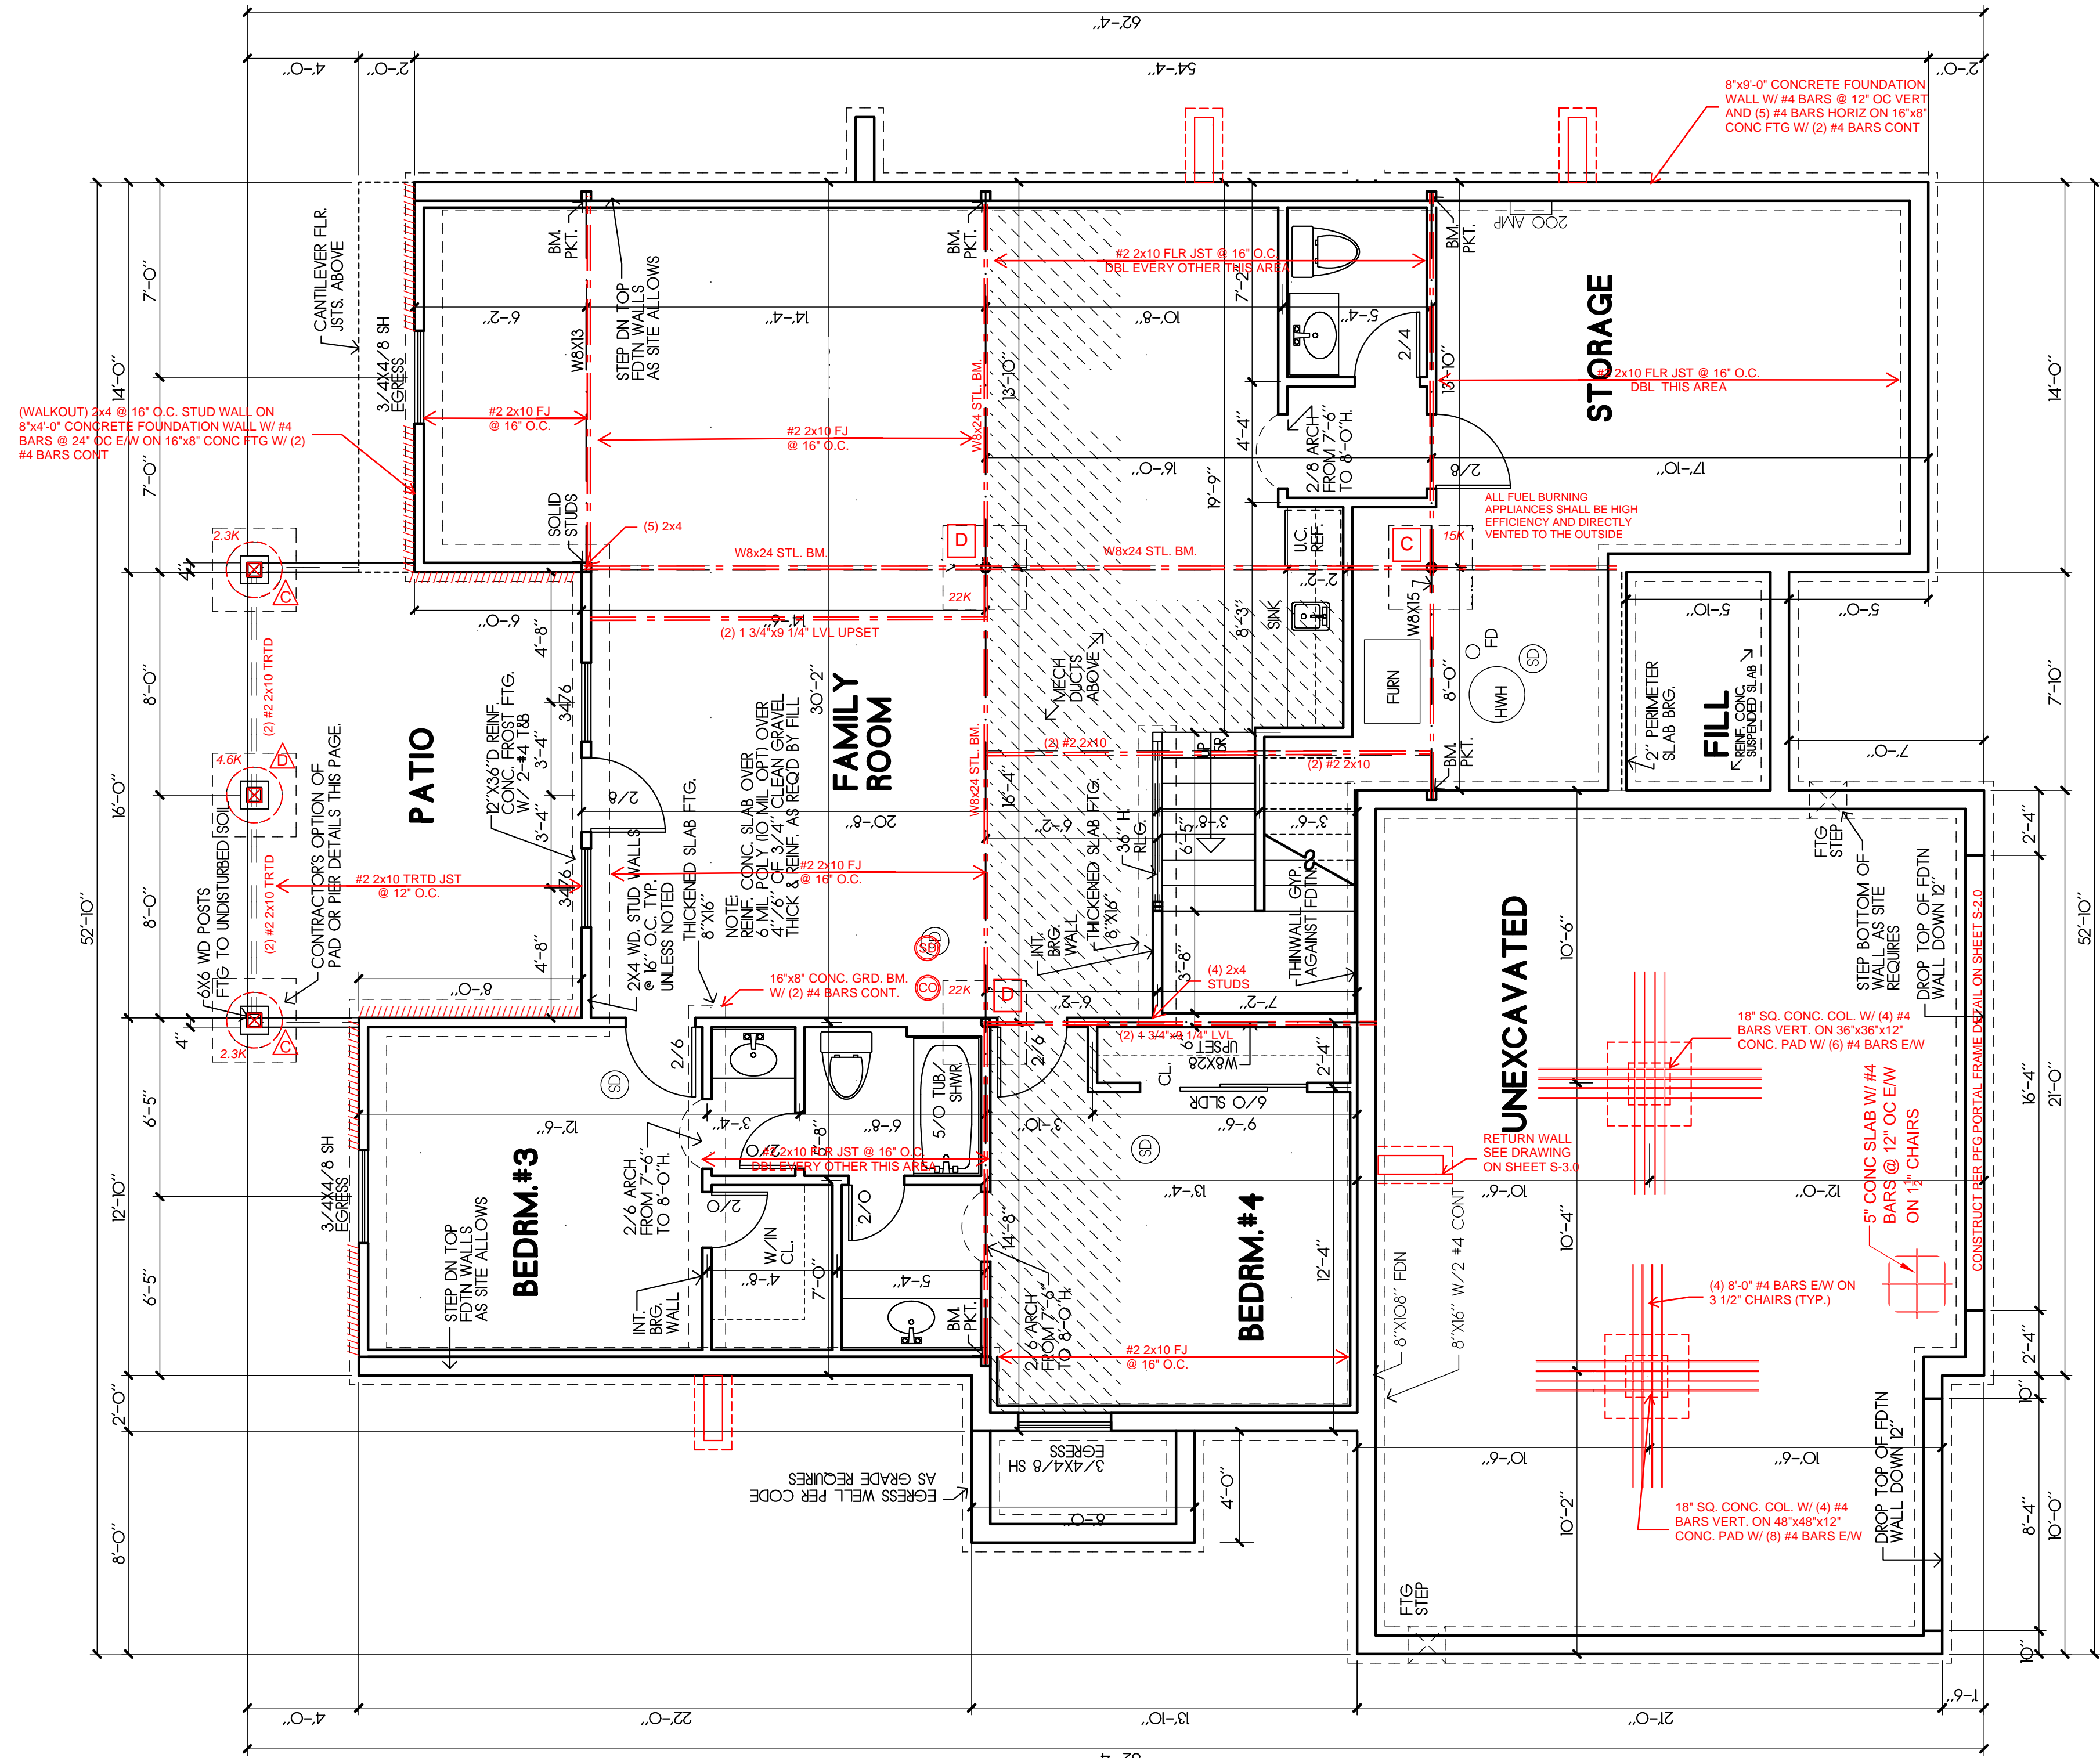 62'-4"
4'-0"
2'-0"
54'-4"
2'-0"
8"x9'-0" CONCRETE FOUNDATION
WALL W/ #4 BARS @ 12" OC VERT
AND (5) #4 BARS HORIZ ON 16"x8"
CONC FTG W/ (2) #4 BARS CONT
CANTILEVER FLR.
JSTS. ABOVE
3/4X4/8 SH
EGRESS
7'-0"
14'-0"
7'-0"
(WALKOUT) 2x4 @ 16" O.C. STUD WALL ON
8"x4'-0" CONCRETE FOUNDATION WALL W/ #4
BARS @ 24" OC E/W ON 16"x8" CONC FTG W/ (2)
#4 BARS CONT
BM.
PKT.
STEP DN TOP
FDTN WALLS
AS SITE ALLOWS
6'-2"
W8X13
14'-4"
BM.
PKT.
#2 2x10 FLR JST @ 16" O.C.
DBL EVERY OTHER THIS AREA
7'-2"
BM.
PKT.
200 AMP
10'-8"
5'-4"
2/4
STORAGE
#2 2x10 FLR JST @ 16" O.C.
DBL THIS AREA
13'-10"
13'-10"
14'-0"
#2 2x10 FJ
@ 16" O.C.
#2 2x10 FJ
@ 16" O.C.
W8x24 STL. BM.
16'-0"
19'-9"
4'-4"
2/8 ARCH
FROM 7'-6"
TO 8'-0"H.
2/8
17'-10"
SOLID
STUDS
(5) 2x4
ALL FUEL BURNING
APPLIANCES SHALL BE HIGH
EFFICIENCY AND DIRECTLY
VENTED TO THE OUTSIDE
2.3K
4"
C
W8x24 STL. BM.
D
22K
W8x24 STL. BM.
U.C.
REF.
2'-2"
C
15K
W8X15
6'-0"
14'-6"
(2) 1 3/4"x9 1/4" LVL UPSET
8'-3"
SINK
FURN
FD
HWH
SD
8'-0"
5'-10"
5'-0"
2" PERIMETER
SLAB BRG.
FILL
REINF. CONC.
SUSPENDED SLAB
7'-0"
7'-10"
8'-0"
16'-0"
8'-0"
52'-10"
(2) #2 2x10 TRTD
4.6K
D
(2) #2 2x10 TRTD
PATIO
6X6 WD POSTS
FTG TO UNDISTURBED SOIL
CONTRACTOR'S OPTION OF
PAD OR PIER DETAILS THIS PAGE.
#2 2x10 TRTD JST
@ 12" O.C.
12"X36"D REINF.
CONC. FROST FTG.
W/ 2-#4 T&B
4'-8"
3476
3'-4"
2/8
3'-4"
3476
4'-8"
8'-0"
2X4 WD. STUD WALLS
@ 16" O.C. TYP.
UNLESS NOTED
THICKENED SLAB FTG.
8"X16"
NOTE:
REINF. CONC. SLAB OVER
6 MIL POLY (10 MIL OPT) OVER
4"/6" OF 3/4" CLEAN GRAVEL
THICK & REINF. AS REQ'D BY FILL
FAMILY
ROOM
30'-2"
20'-8"
#2 2x10 FJ
@ 16" O.C.
16"x8" CONC. GRD. BM.
W/ (2) #4 BARS CONT.
SD
CO
22K
D
W8x24 STL. BM.
16'-4"
MECH
DUCTS
ABOVE
(2) #2 2x10
(2) #2 2x10
UP
BM.
PKT.
6'-2"
3'-8"
3'-6"
36" H.
RLG.
6'-5"
INT.
BRG.
WALL
THICKENED SLAB FTG.
8"X16"
6'-2"
3'-8"
(4) 2x4
STUDS
7'-2"
THINWALL GYP.
AGAINST FDTN
4"
C
2.3K
(2) 1 3/4"x9 1/4" LVL
W8X28
UPSET
CL.
2'-4"
6/0 SLDR
2/6
2/6
SD
12'-6"
3'-4"
6'-8"
5/0 TUB/
SHWR.
3'-10"
9'-6"
SD
3/4X4/8 SH
EGRESS
BEDRM.#3
2/6 ARCH
FROM 7'-6"
TO 8'-0"H.
#2 2x10 FLR JST @ 16" O.C.
DBL EVERY OTHER THIS AREA
2/0
5'-8"
2/0
2/0
W/IN
CL.
4'-8"
7'-0"
5'-4"
INT.
BRG.
WALL
STEP DN TOP
FDTN WALLS
AS SITE ALLOWS
6'-5"
12'-10"
6'-5"
BM.
PKT.
14'-8"
2/6 ARCH
FROM 7'-6"
TO 8'-0"H.
13'-4"
BEDRM.#4
12'-4"
#2 2x10 FJ
@ 16" O.C.
2'-0"
8'-0"
EGRESS WELL PER CODE
AS GRADE REQUIRES
3/4X4/8 SH
EGRESS
8'-0"
4'-0"
UNEXCAVATED
10'-6"
10'-4"
10'-2"
RETURN WALL
SEE DRAWING
ON SHEET S-3.0
10'-6"
12'-0"
18" SQ. CONC. COL. W/ (4) #4
BARS VERT. ON 36"x36"x12"
CONC. PAD W/ (6) #4 BARS E/W
5" CONC SLAB W/ #4
BARS @ 12" OC E/W
ON 1½" CHAIRS
CONSTRUCT PER PFG PORTAL FRAME DETAIL ON SHEET S-2.0
FTG
STEP
STEP BOTTOM OF
WALL AS SITE
REQUIRES
DROP TOP OF FDTN
WALL DOWN 12"
(4) 8'-0" #4 BARS E/W ON
3 1/2" CHAIRS (TYP.)
8"X108" FDN
8"X16" W/2 #4 CONT
10'-6"
10'-6"
18" SQ. CONC. COL. W/ (4) #4
BARS VERT. ON 48"x48"x12"
CONC. PAD W/ (8) #4 BARS E/W
DROP TOP OF FDTN
WALL DOWN 12"
FTG
STEP
2'-4"
16'-4"
21'-0"
2'-4"
10"
8'-4"
10'-0"
10"
52'-10"
4'-0"
22'-0"
13'-10"
21'-0"
1'-6"